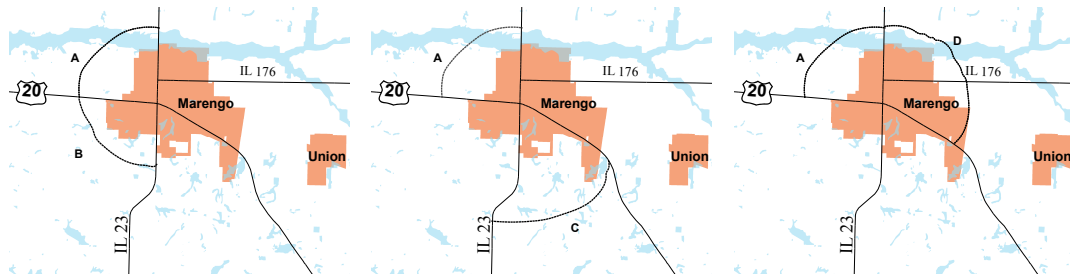 A
IL 176
20
Marengo
B
Union
IL 23
A
IL 176
20
Marengo
Union
IL 23
C
D
A
IL 176
20
Marengo
Union
IL 23